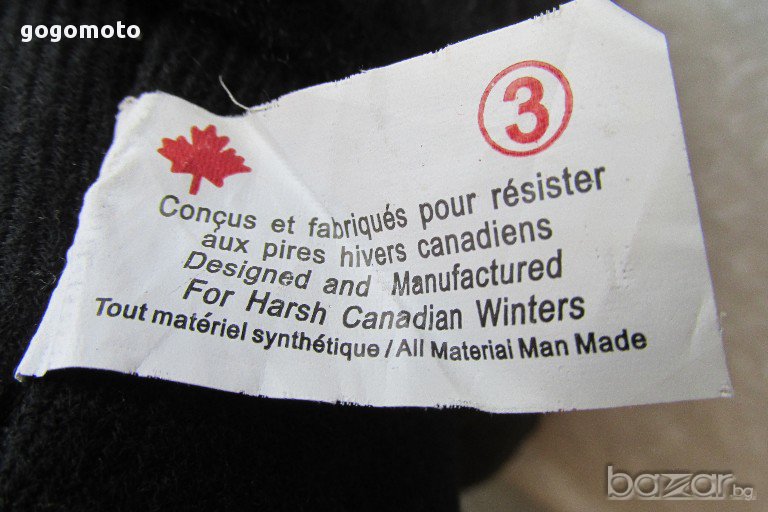 gogomoto
3
Conçus et fabriqués pour résister
aux pires hivers canadiens
Designed and Manufactured
For Harsh Canadian Winters
Tout matériel synthétique / All Materiai Man Made
bazar.bg